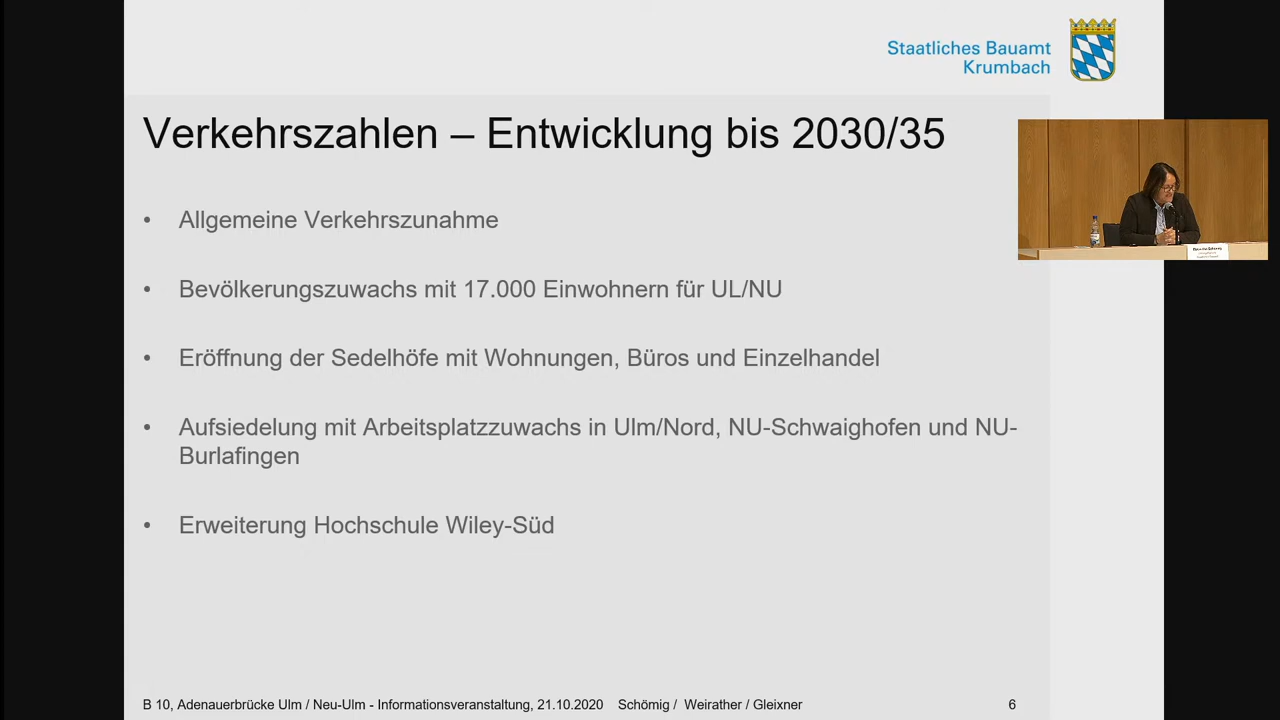 Staatliches Bauamt
Krumbach
Verkehrszahlen – Entwicklung bis 2030/35
• Allgemeine Verkehrszunahme
• Bevölkerungszuwachs mit 17.000 Einwohnern für UL/NU
• Eröffnung der Sedelhöfe mit Wohnungen, Büros und Einzelhandel
• Aufsiedelung mit Arbeitsplatzzuwachs in Ulm/Nord, NU-Schwaighofen und NU-
Burlafingen
• Erweiterung Hochschule Wiley-Süd
B 10, Adenauerbrücke Ulm / Neu-Ulm - Informationsveranstaltung, 21.10.2020 Schömig / Weirather / Gleixner 6